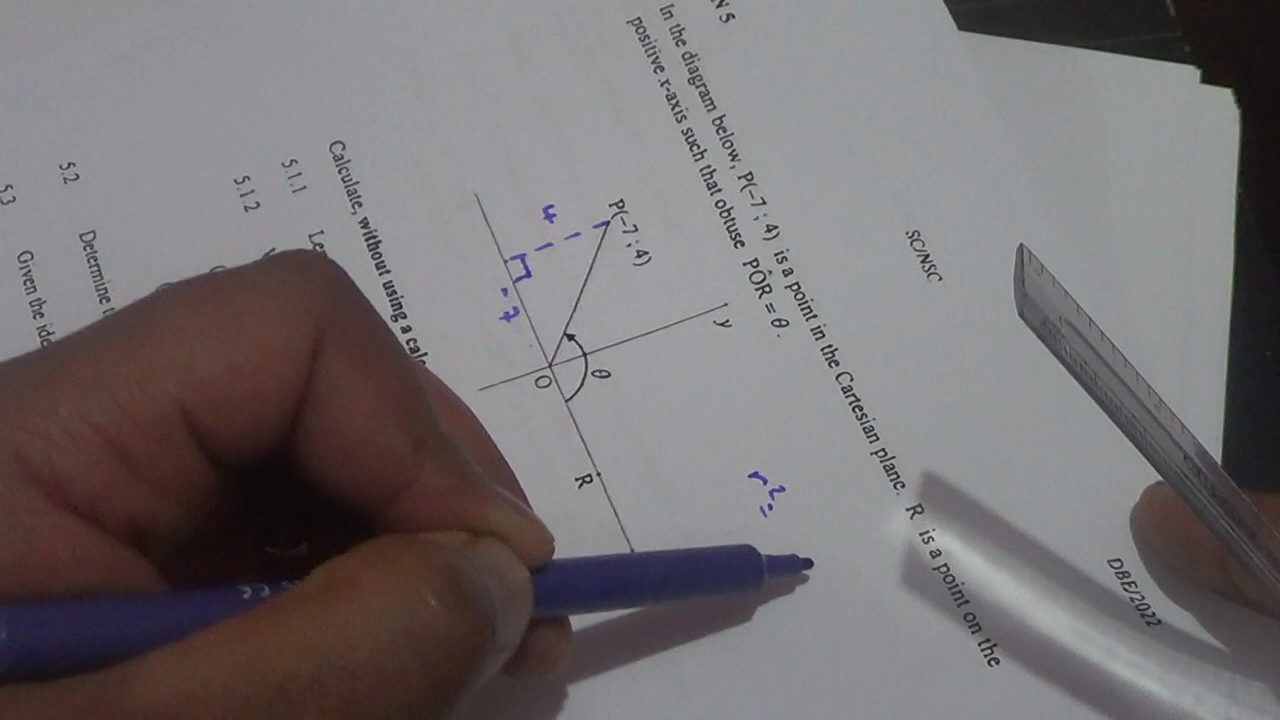 SC/NSC
DBE/2022
N 5
In the diagram below, P(−7 ; 4) is a point in the Cartesian plane. R is a point on the
positive x-axis such that obtuse PÔR = θ.
y
P(−7 ; 4)
θ
4
-7
O
R
r²=
Calculate, without using a calc
5.1.1 Le
5.1.2
5.2 Determine t
5.3 Given the ide